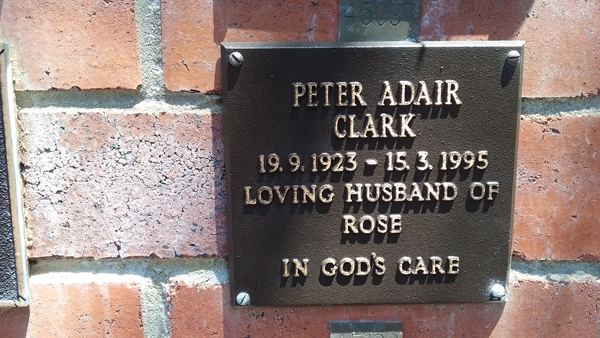 PETER ADAIR
CLARK
19.9.1923 - 15.3.1995
LOVING HUSBAND OF
ROSE
IN GOD'S CARE